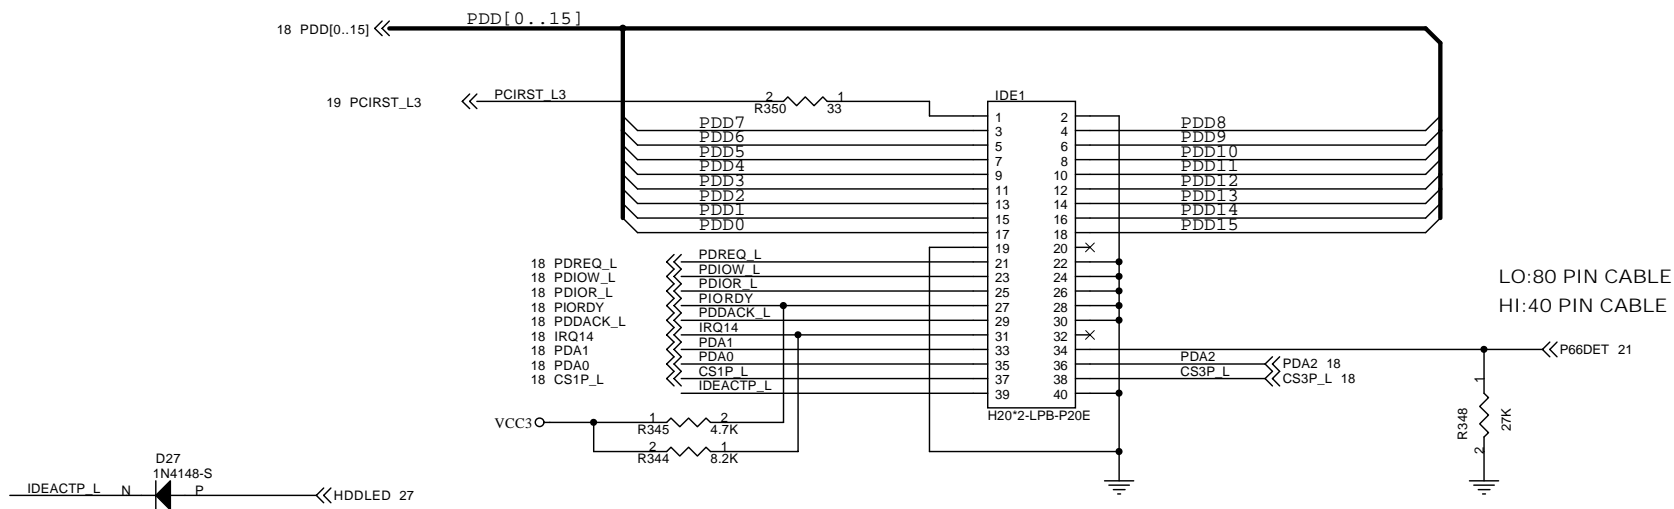 PDD[0..15]
18 PDD[0..15]
19 PCIRST_L3
PCIRST_L3
2 1
R350 33
IDE1
1 2
PDD7 3 4 PDD8
PDD6 5 6 PDD9
PDD5 7 8 PDD10
PDD4 9 10 PDD11
PDD3 11 12 PDD12
PDD2 13 14 PDD13
PDD1 15 16 PDD14
PDD0 17 18 PDD15
19 20
18 PDREQ_L PDREQ_L 21 22
18 PDIOW_L PDIOW_L 23 24
18 PDIOR_L PDIOR_L 25 26
18 PIORDY PIORDY 27 28
18 PDDACK_L PDDACK_L 29 30
18 IRQ14 IRQ14 31 32
18 PDA1 PDA1 33 34 P66DET 21
18 PDA0 PDA0 35 36 PDA2 PDA2 18
18 CS1P_L CS1P_L 37 38 CS3P_L CS3P_L 18
IDEACTP_L 39 40
H20*2-LPB-P20E
LO:80 PIN CABLE
HI:40 PIN CABLE
VCC3
1 2
R345 4.7K
2 1
R344 8.2K
1
R348 27K
2
D27
1N4148-S
IDEACTP_L N P HDDLED 27